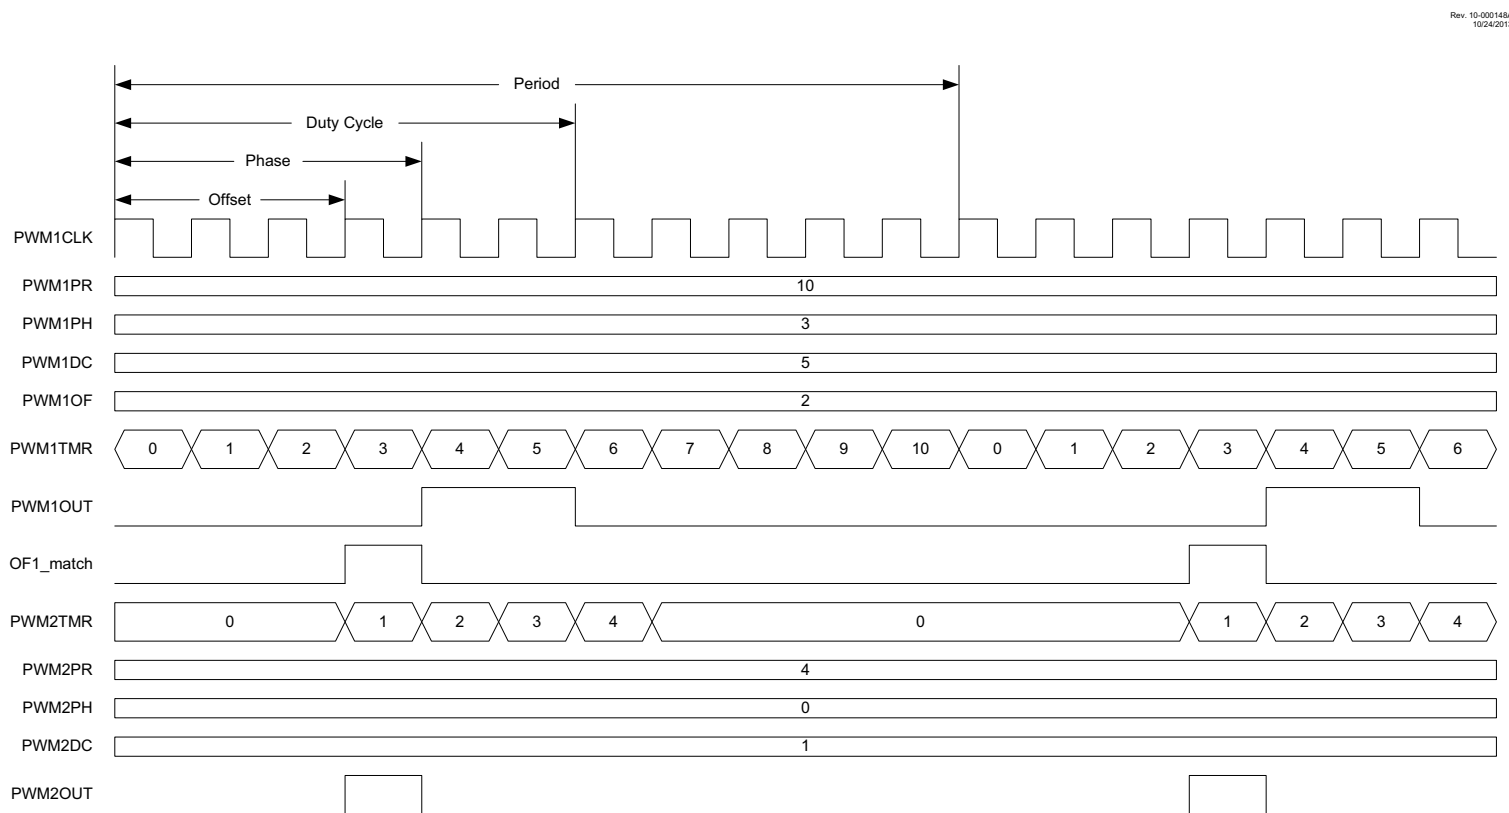 Rev. 10-000148
10/24/201
Period
Duty Cycle
Phase
Offset
PWM1CLK
PWM1PR 10
PWM1PH 3
PWM1DC 5
PWM1OF 2
PWM1TMR 0 1 2 3 4 5 6 7 8 9 10 0 1 2 3 4 5 6
PWM1OUT
OF1_match
PWM2TMR 0 1 2 3 4 0 1 2 3 4
PWM2PR 4
PWM2PH 0
PWM2DC 1
PWM2OUT